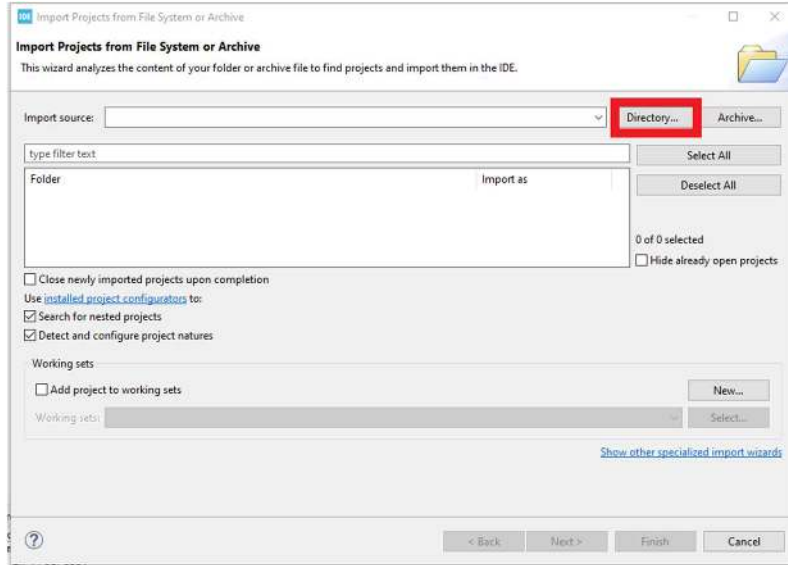 IDE Import Projects from File System or Archive
Import Projects from File System or Archive
This wizard analyzes the content of your folder or archive file to find projects and import them in the IDE.
Import source: Directory... Archive...
type filter text Select All
Folder Import as Deselect All
0 of 0 selected
Hide already open projects
Close newly imported projects upon completion
Use installed project configurators to:
Search for nested projects
Detect and configure project natures
Working sets
Add project to working sets New...
Working sets: Select...
Show other specialized import wizards
? < Back Next > Finish Cancel